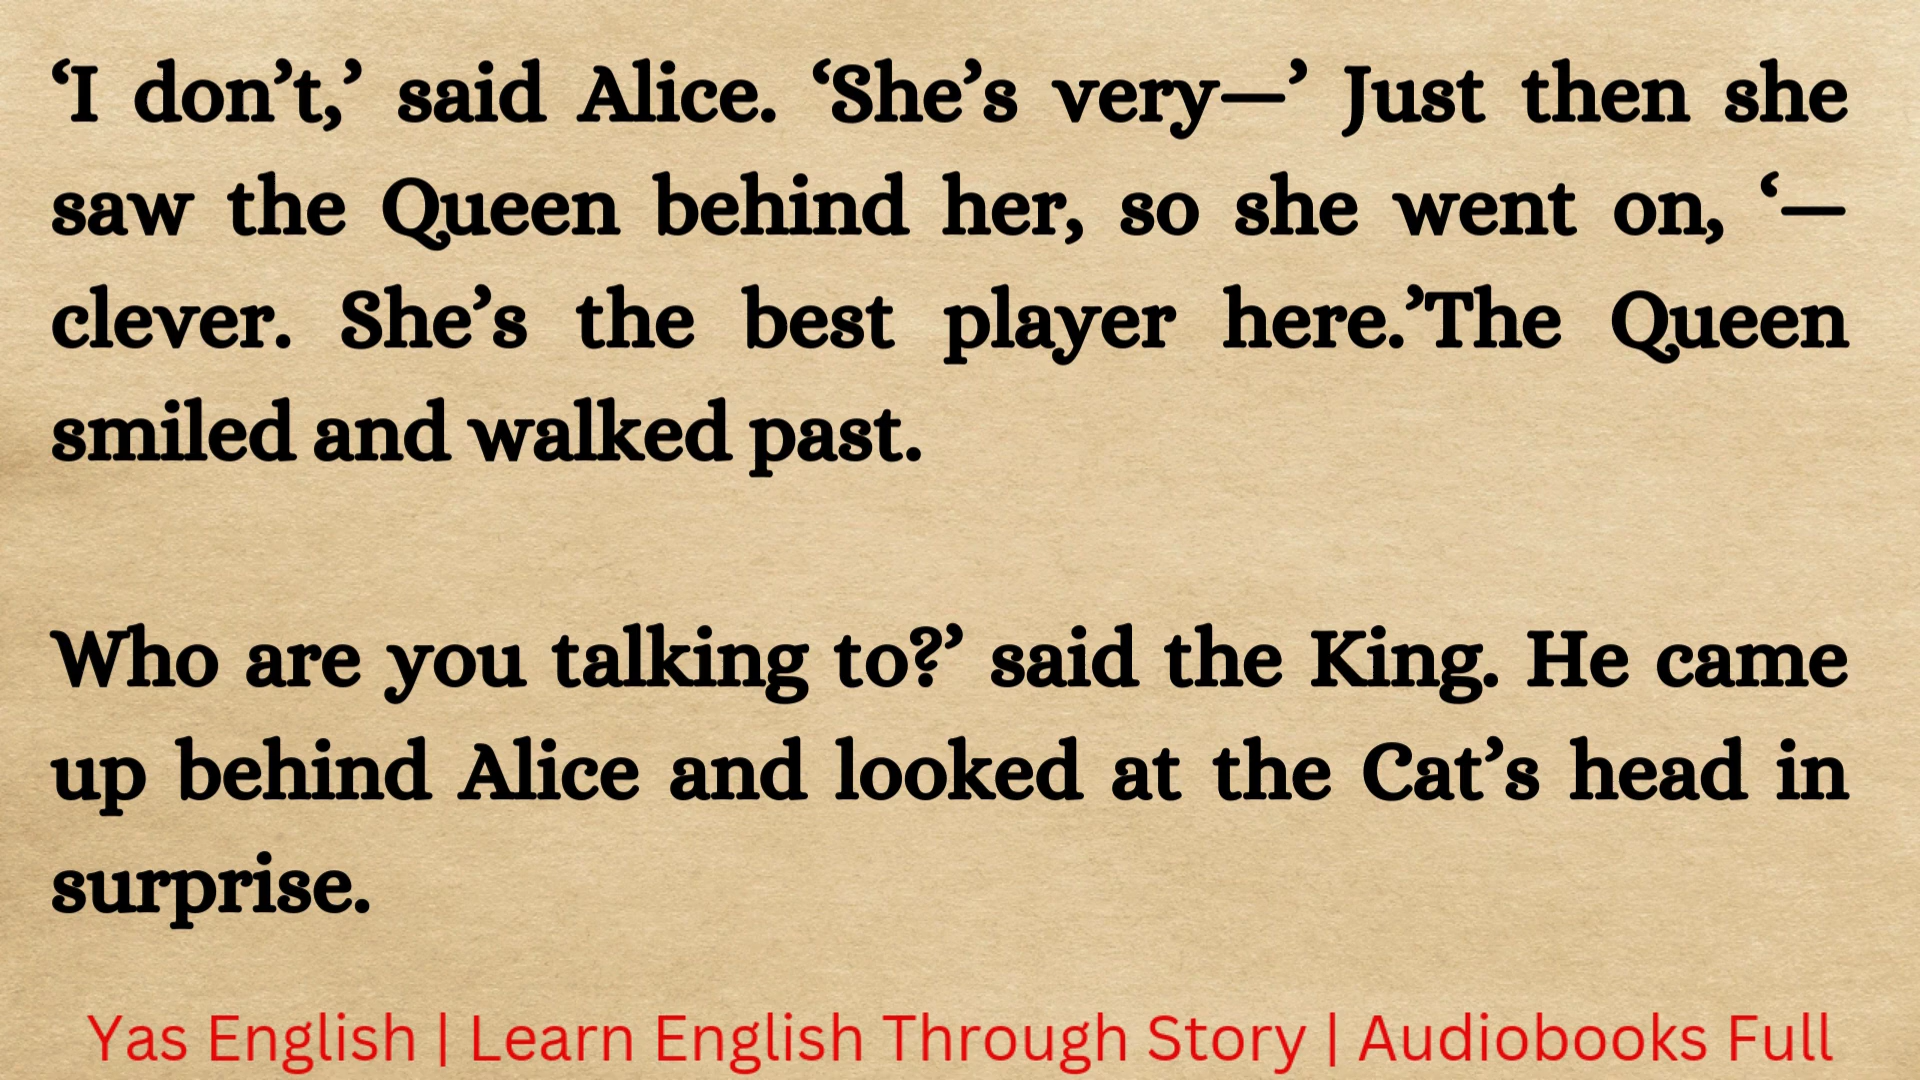 ‘I don’t,’ said Alice. ‘She’s very—’ Just then she
saw the Queen behind her, so she went on, ‘—
clever. She’s the best player here.’The Queen
smiled and walked past.
Who are you talking to?’ said the King. He came
up behind Alice and looked at the Cat’s head in
surprise.
Yas English | Learn English Through Story | Audiobooks Full